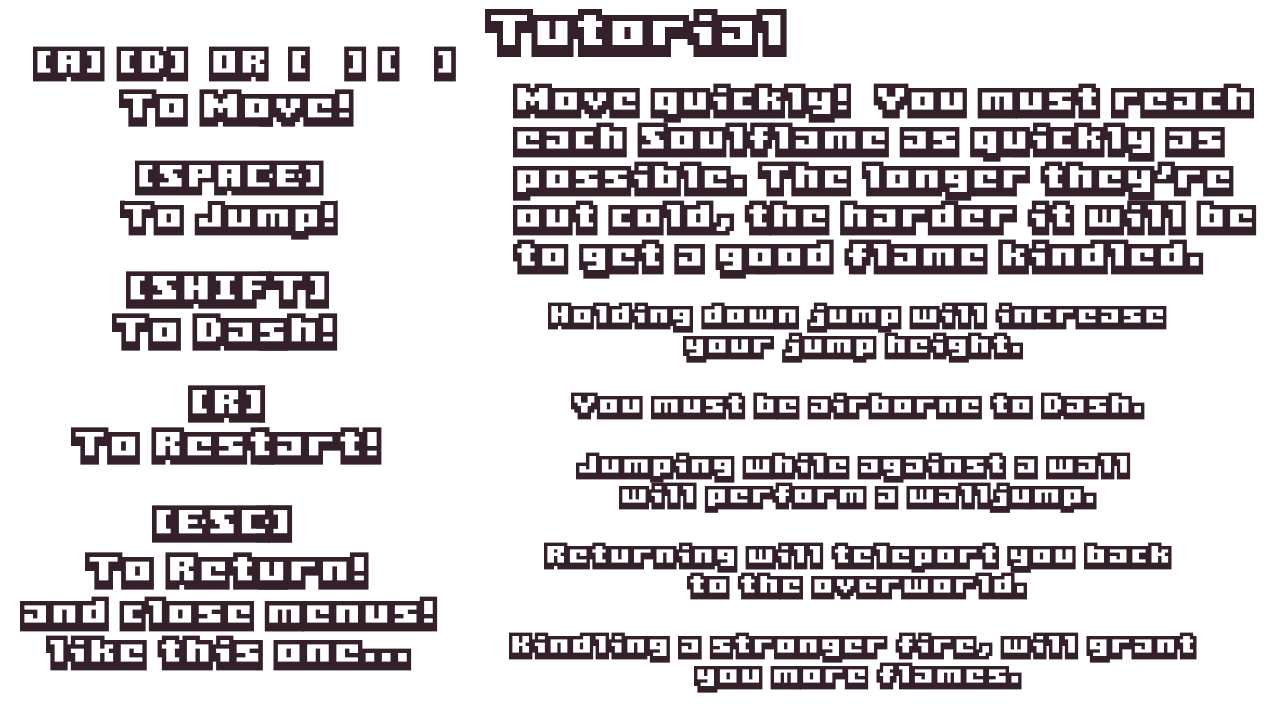 Tutorial
[A] [D] OR [ ] [ ]
To Move!
[SPACE]
To Jump!
[SHIFT]
To Dash!
[R]
To Restart!
[ESC]
To Return!
and close menus!
like this one...
Move quickly! You must reach
each Soulflame as quickly as
possible. The longer they're
out cold, the harder it will be
to get a good flame kindled.
Holding down jump will increase
your jump height.
You must be airborne to Dash.
Jumping while against a wall
will perform a walljump.
Returning will teleport you back
to the overworld.
Kindling a stronger fire, will grant
you more flames.